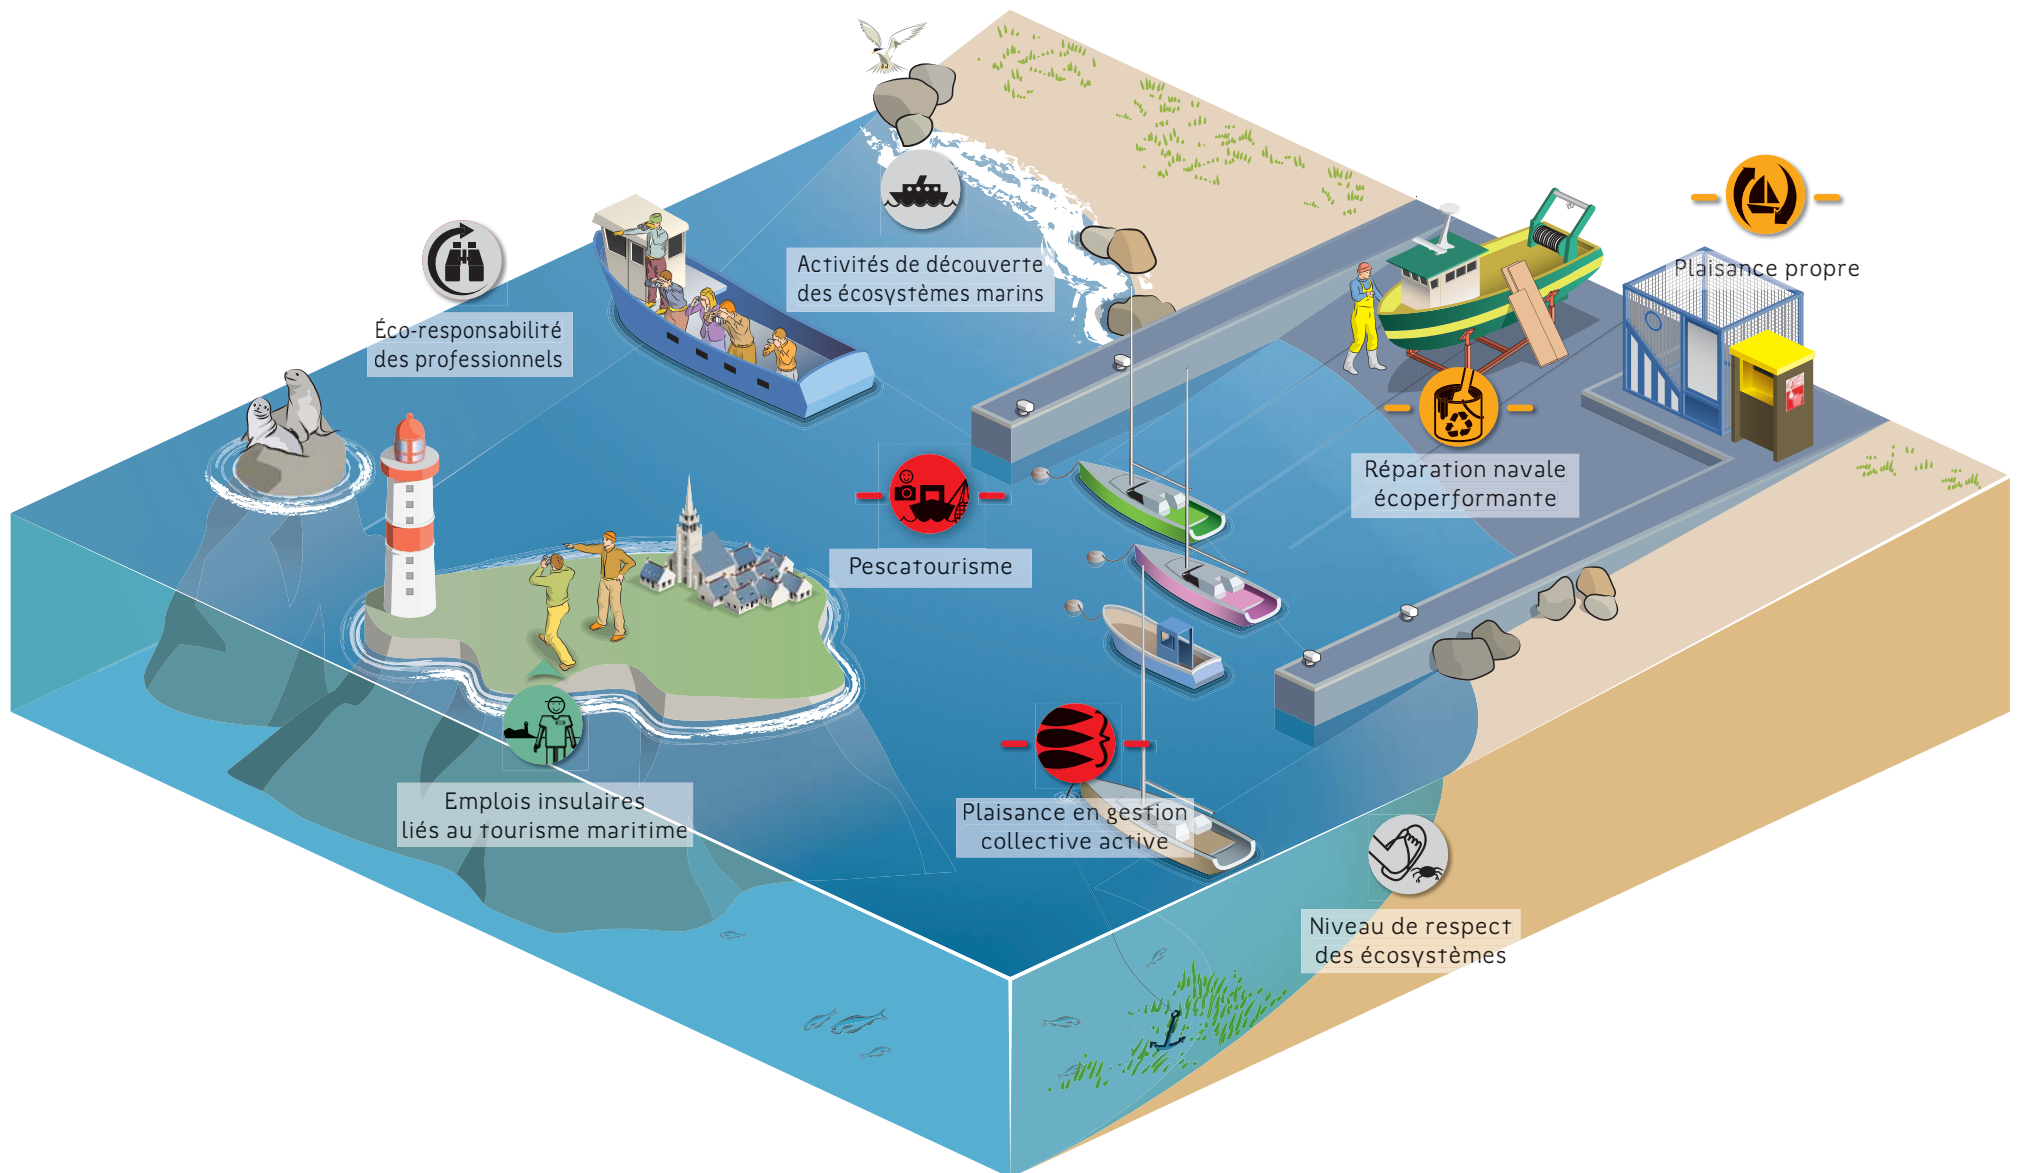 Activités de découverte
des écosystèmes marins
Plaisance propre
Éco-responsabilité
des professionnels
Réparation navale
écoperformante
Pescatourisme
Emplois insulaires
liés au tourisme maritime
Plaisance en gestion
collective active
Niveau de respect
des écosystèmes